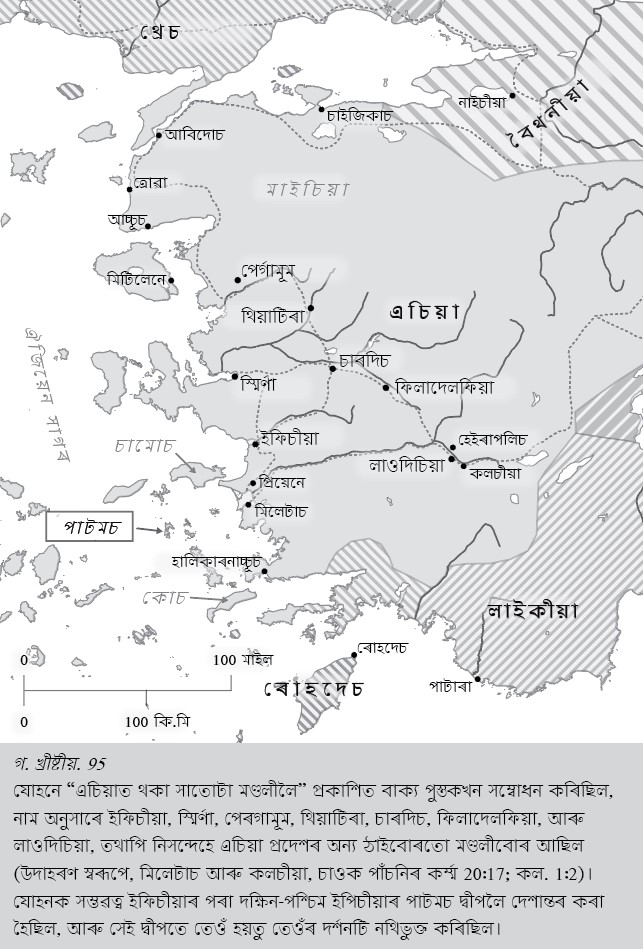 থ্ৰেচ
নাইচীয়া
বৈথনীয়া
চাইজিকাচ
আবিদোচ
ত্ৰোৱা
মাইচিয়া
আচ্চূচ
মিটিলেনে
পেৰ্গামূম
থিয়াটিৰা
এচিয়া
চাৰদিচ
স্মিৰ্ণা
ফিলাদেলফিয়া
ঐজিয়েন সাগৰ
ইফিচীয়া
হেইৰাপলিচ
চামোচ
লাওদিচিয়া
কলচীয়া
প্ৰিয়েনে
মিলেটাচ
পাটমচ
হালিকাৰনাচ্চূচ
কোচ
লাইকীয়া
ৰোহদেচ
0 100 মাইল
ৰোহদেচ
পাটাৰা
0 100 কি.মি
গ. খ্ৰীষ্টীয়. 95
যোহনে “এচিয়াত থকা সাতোটা মণ্ডলীলৈ” প্ৰকাশিত বাক্য পুস্তকখন সম্বোধন কৰিছিল,
নাম অনুসাৰে ইফিচীয়া, স্মিৰ্ণা, পেৰগামূম, থিয়াটিৰা, চাৰদিচ, ফিলাদেলফিয়া, আৰু
লাওদিচিয়া, তথাপি নিসন্দেহে এচিয়া প্ৰদেশৰ অন্য ঠাইবোৰতো মণ্ডলীবোৰ আছিল
(উদাহৰণ স্বৰূপে, মিলেটাচ আৰু কলচীয়া, চাওক পাঁচনিৰ কৰ্ম্ম 20:17; কল. 1:2)।
যোহনক সম্ভৱত্ব ইফিচীয়াৰ পৰা দক্ষিন-পশ্চিম ইপিচীয়াৰ পাটমচ দ্বীপলৈ দেশান্তৰ কৰা
হৈছিল, আৰু সেই দ্বীপতে তেওঁ হয়তু তেওঁৰ দৰ্শনটি নথিভুক্ত কৰিছিল।